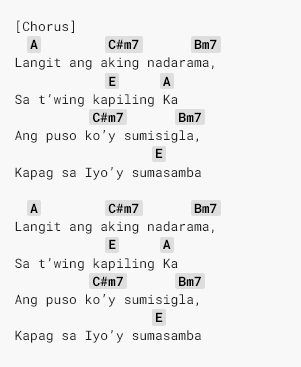 [Chorus]
A C#m7 Bm7
Langit ang aking nadarama,
E A
Sa t’wing kapiling Ka
C#m7 Bm7
Ang puso ko’y sumisigla,
E
Kapag sa Iyo’y sumasamba
A C#m7 Bm7
Langit ang aking nadarama,
E A
Sa t’wing kapiling Ka
C#m7 Bm7
Ang puso ko’y sumisigla,
E
Kapag sa Iyo’y sumasamba